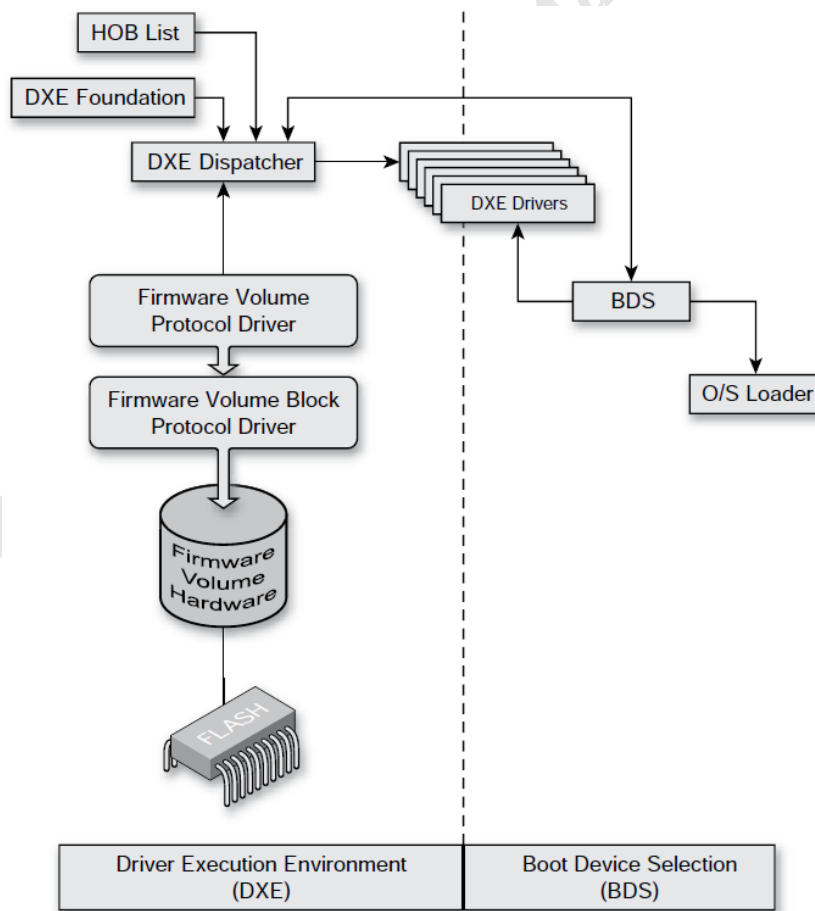 HOB List
DXE Foundation
DXE Dispatcher
DXE Drivers
Firmware Volume
Protocol Driver
BDS
Firmware Volume Block
Protocol Driver
O/S Loader
Firmware
Volume
Hardware
FLASH
Driver Execution Environment
(DXE)
Boot Device Selection
(BDS)